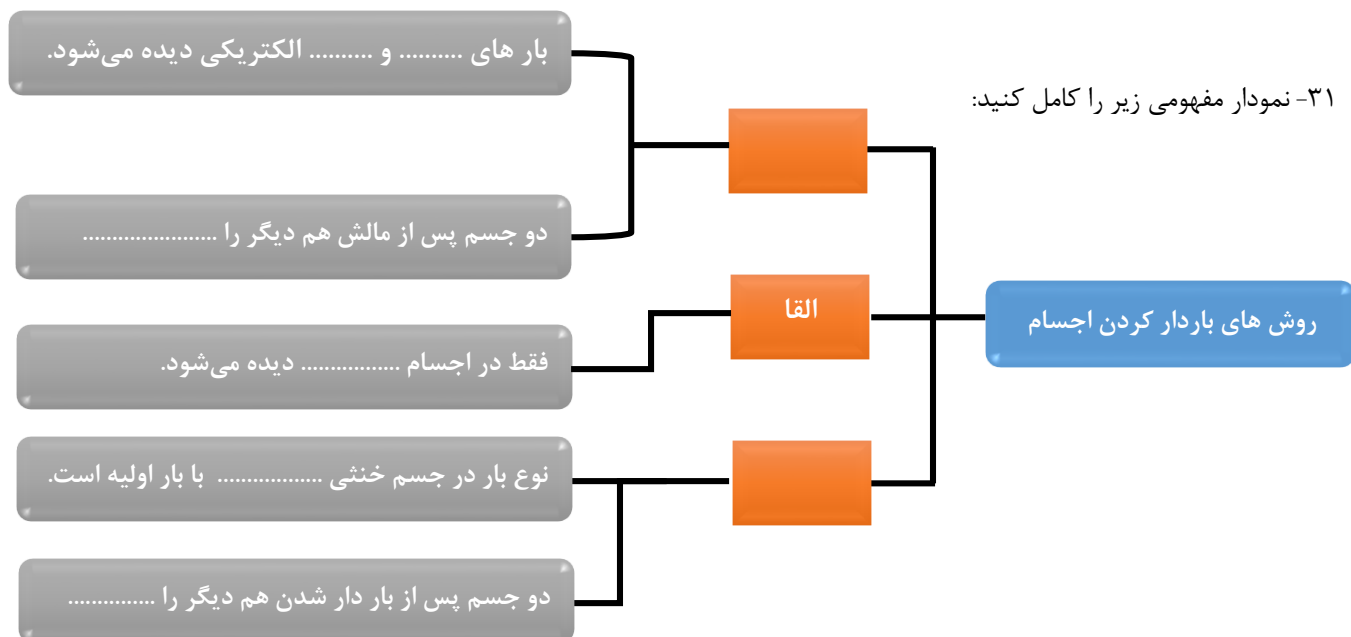 ۳۱- نمودار مفهومی زیر را کامل کنید:
روش های باردار کردن اجسام
بار های .......... و .......... الکتریکی دیده می‌شود.
دو جسم پس از مالش هم دیگر را .......................
القا
فقط در اجسام ................. دیده می‌شود.
نوع بار در جسم خنثی .................. با بار اولیه است.
دو جسم پس از بار دار شدن هم دیگر را ...............